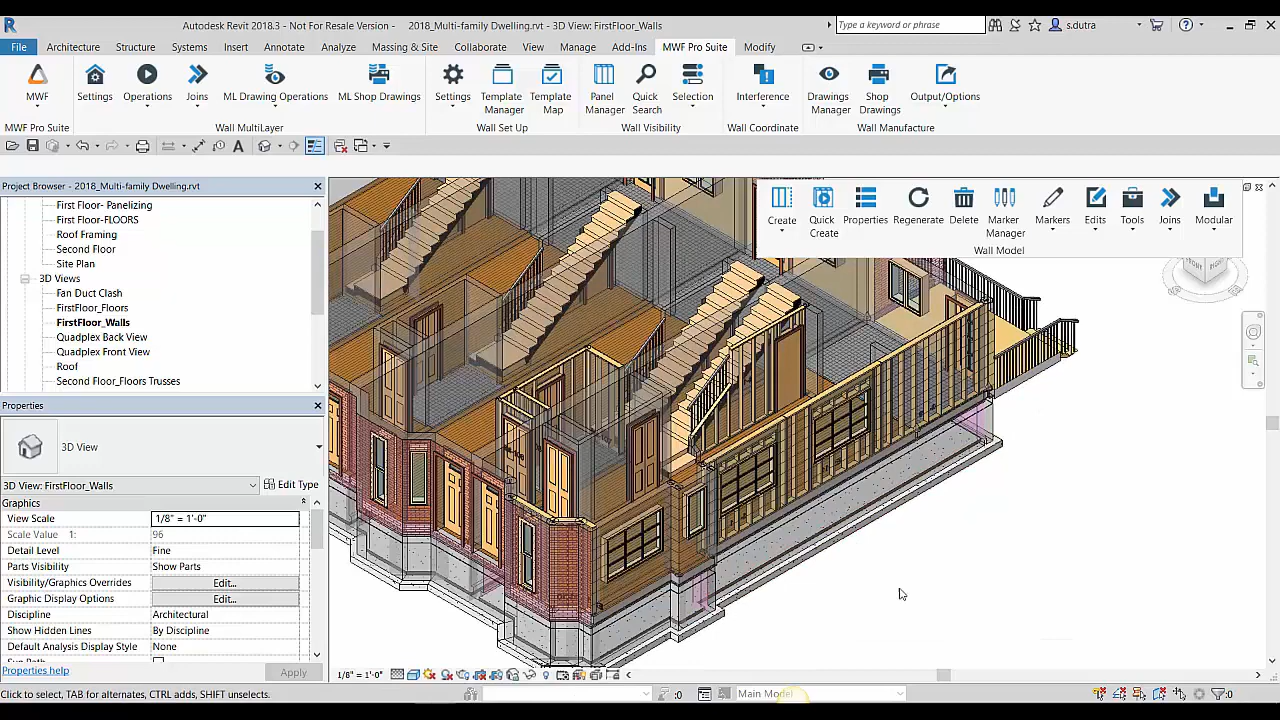 Autodesk Revit 2018.3 - Not For Resale Version - 2018_Multi-family Dwelling.rvt - 3D View: FirstFloor_Walls
Type a keyword or phrase
s.dutra
File Architecture Structure Systems Insert Annotate Analyze Massing & Site Collaborate View Manage Add-Ins MWF Pro Suite Modify
MWF
Settings
Operations
Joins
ML Drawing Operations
ML Shop Drawings
Settings
Template Manager
Template Map
Panel Manager
Quick Search
Selection
Interference
Drawings Manager
Shop Drawings
Output/Options
MWF Pro Suite
Wall MultiLayer
Wall Set Up
Wall Visibility
Wall Coordinate
Wall Manufacture
Project Browser - 2018_Multi-family Dwelling.rvt
First Floor- Panelizing
First Floor-FLOORS
Roof Framing
Second Floor
Site Plan
3D Views
Fan Duct Clash
FirstFloor_Floors
FirstFloor_Walls
Quadplex Back View
Quadplex Front View
Roof
Second Floor_Floors Trusses
Create
Quick Create
Properties
Regenerate
Delete
Marker Manager
Markers
Edits
Tools
Joins
Modular
Wall Model
Properties
3D View
3D View: FirstFloor_Walls
Edit Type
Graphics
View Scale 1/8" = 1'-0"
Scale Value 1: 96
Detail Level Fine
Parts Visibility Show Parts
Visibility/Graphics Overrides Edit...
Graphic Display Options Edit...
Discipline Architectural
Show Hidden Lines By Discipline
Default Analysis Display Style None
Properties help
Apply
1/8" = 1'-0"
Click to select, TAB for alternates, CTRL adds, SHIFT unselects.
:0
Main Model
:0